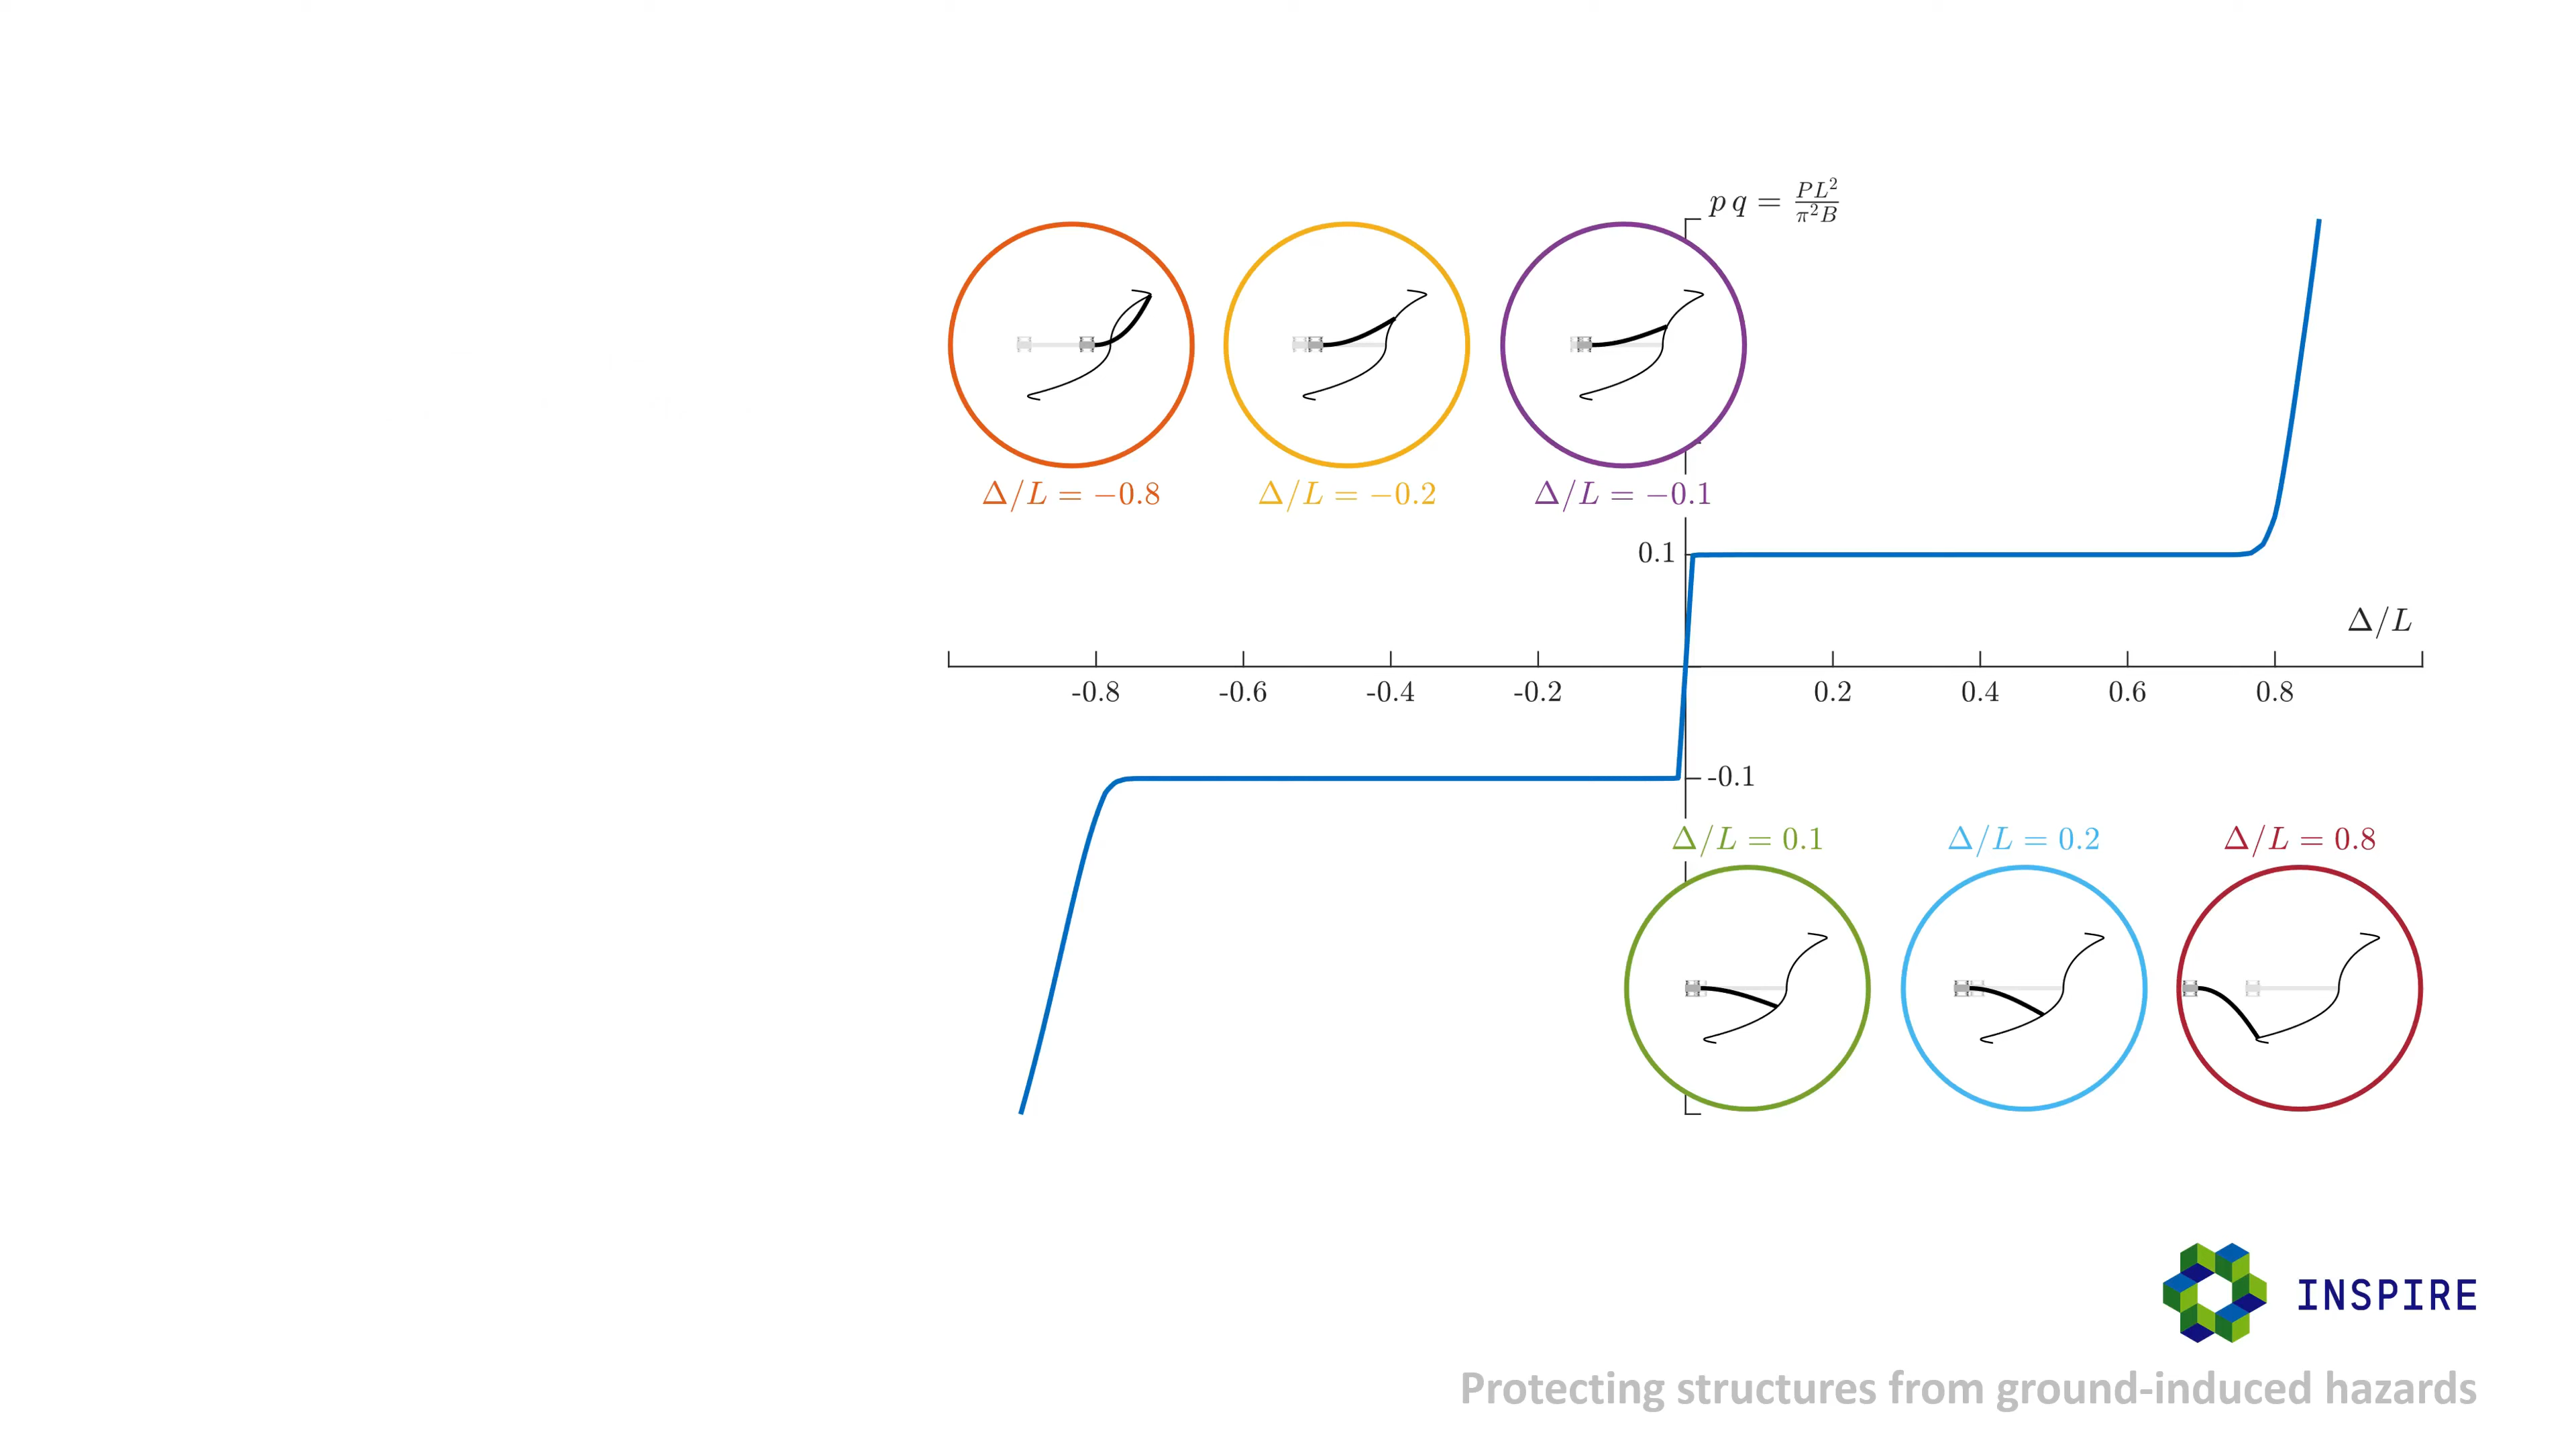 p q = PL²/π²B
Δ/L = −0.8
Δ/L = −0.2
Δ/L = −0.1
0.1
Δ/L
-0.8 -0.6 -0.4 -0.2 0.2 0.4 0.6 0.8
-0.1
Δ/L = 0.1
Δ/L = 0.2
Δ/L = 0.8
INSPIRE
Protecting structures from ground-induced hazards